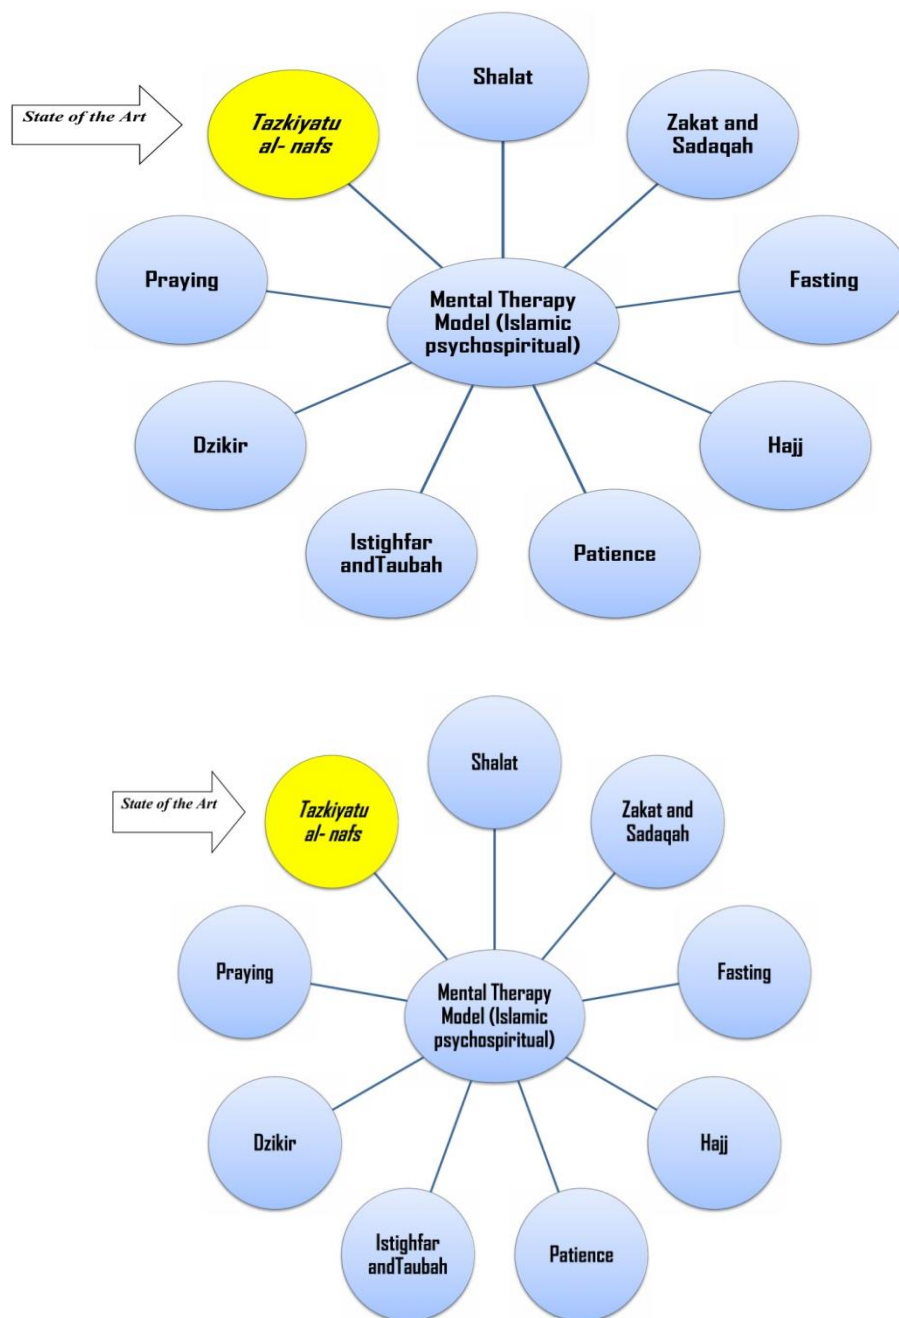 Shalat
State of the Art
Tazkiyatu
al- nafs
Zakat and
Sadaqah
Praying
Mental Therapy
Model (Islamic
psychospiritual)
Fasting
Dzikir
Hajj
Istighfar
andTaubah
Patience
Shalat
State of the Art
Tazkiyatu
al- nafs
Zakat and
Sadaqah
Praying
Mental Therapy
Model (Islamic
psychospiritual)
Fasting
Dzikir
Hajj
Istighfar
andTaubah
Patience